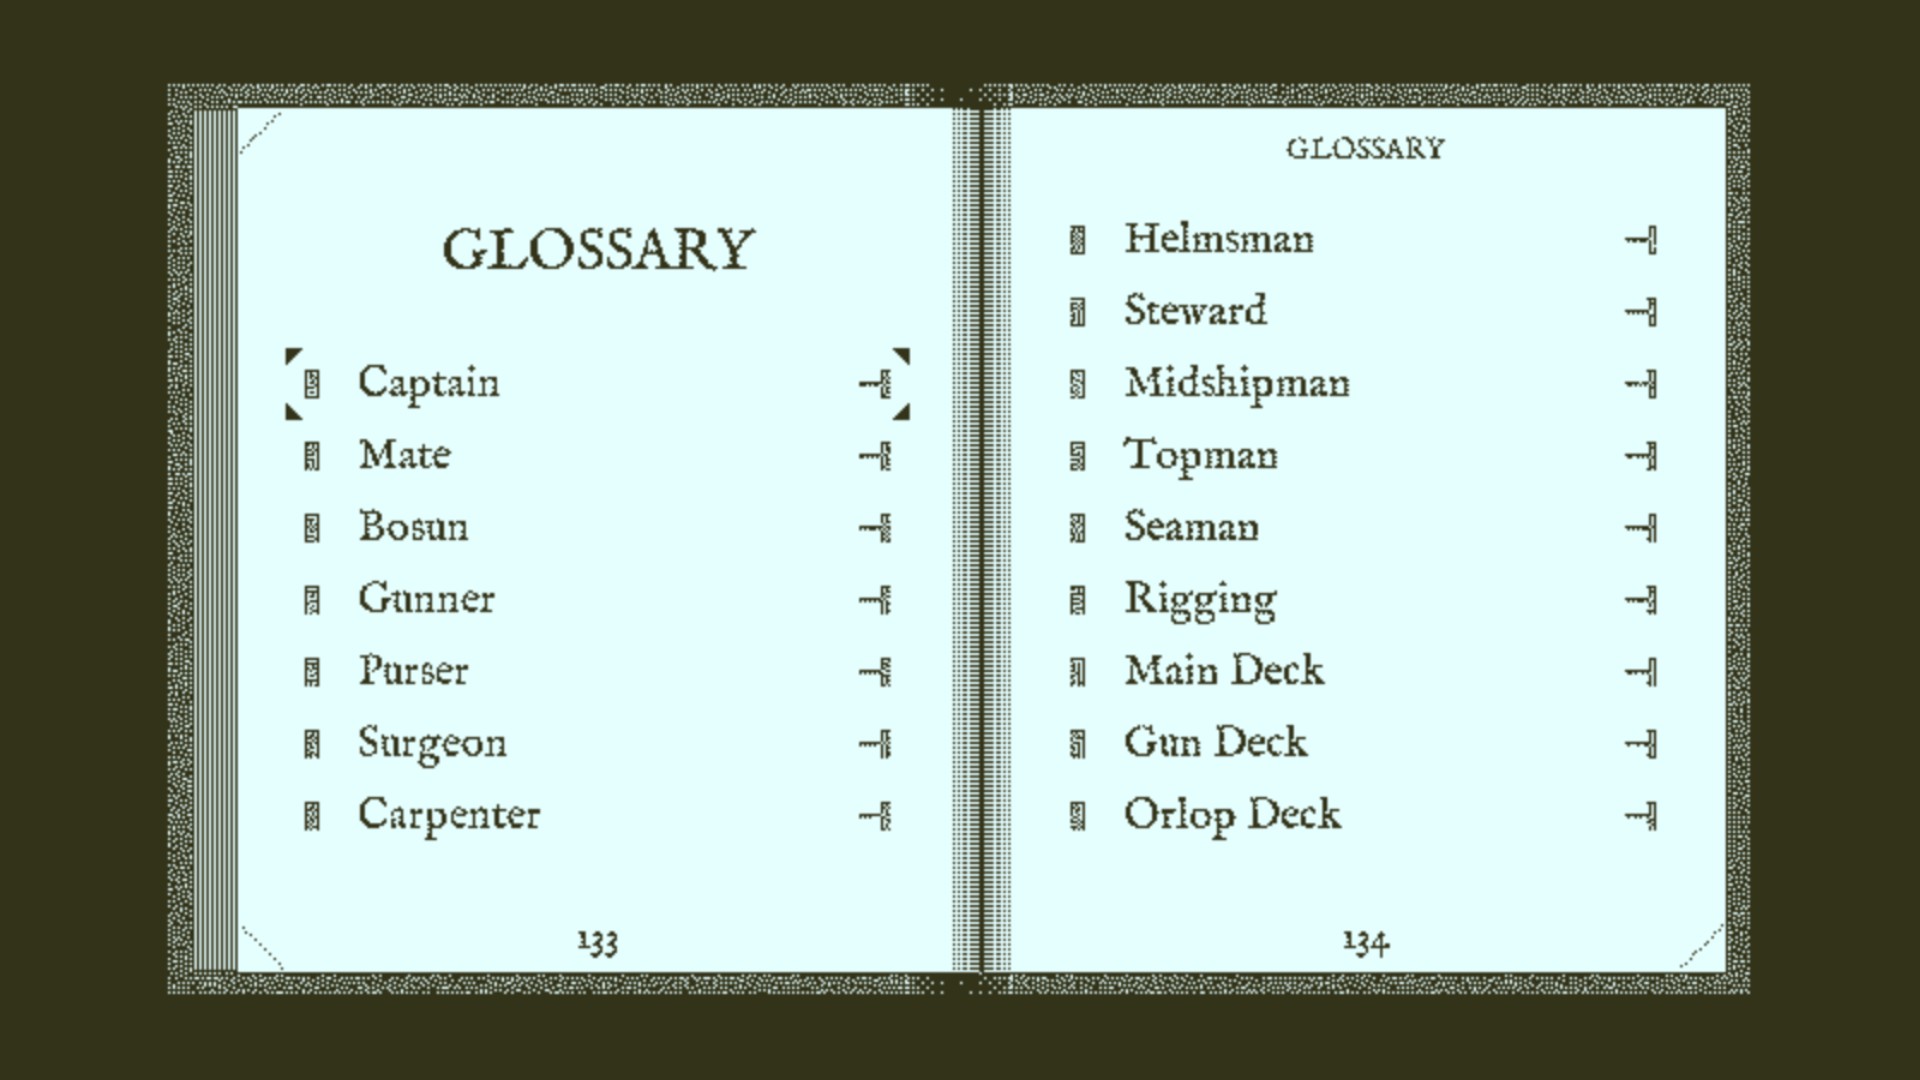 GLOSSARY
Captain
Mate
Bosun
Gunner
Purser
Surgeon
Carpenter
133
GLOSSARY
Helmsman
Steward
Midshipman
Topman
Seaman
Rigging
Main Deck
Gun Deck
Orlop Deck
134